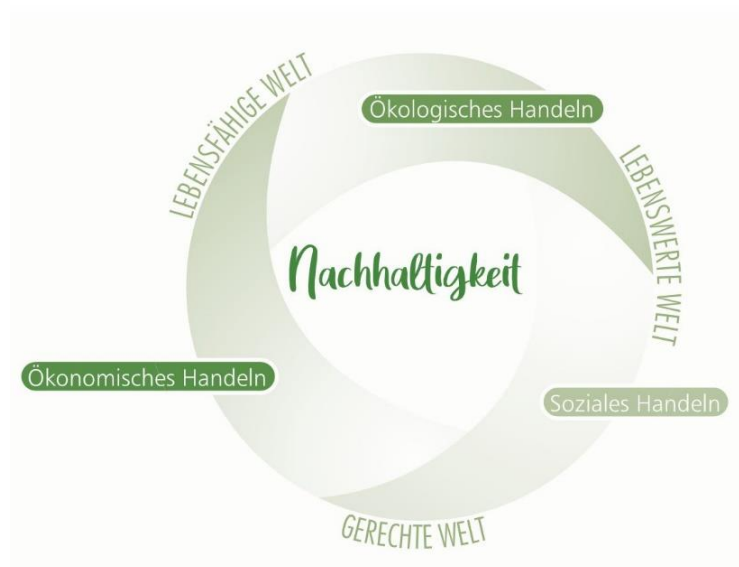 LEBENSFÄHIGE WELT
Ökologisches Handeln
LEBENSWERTE WELT
Nachhaltigkeit
Ökonomisches Handeln
Soziales Handeln
GERECHTE WELT